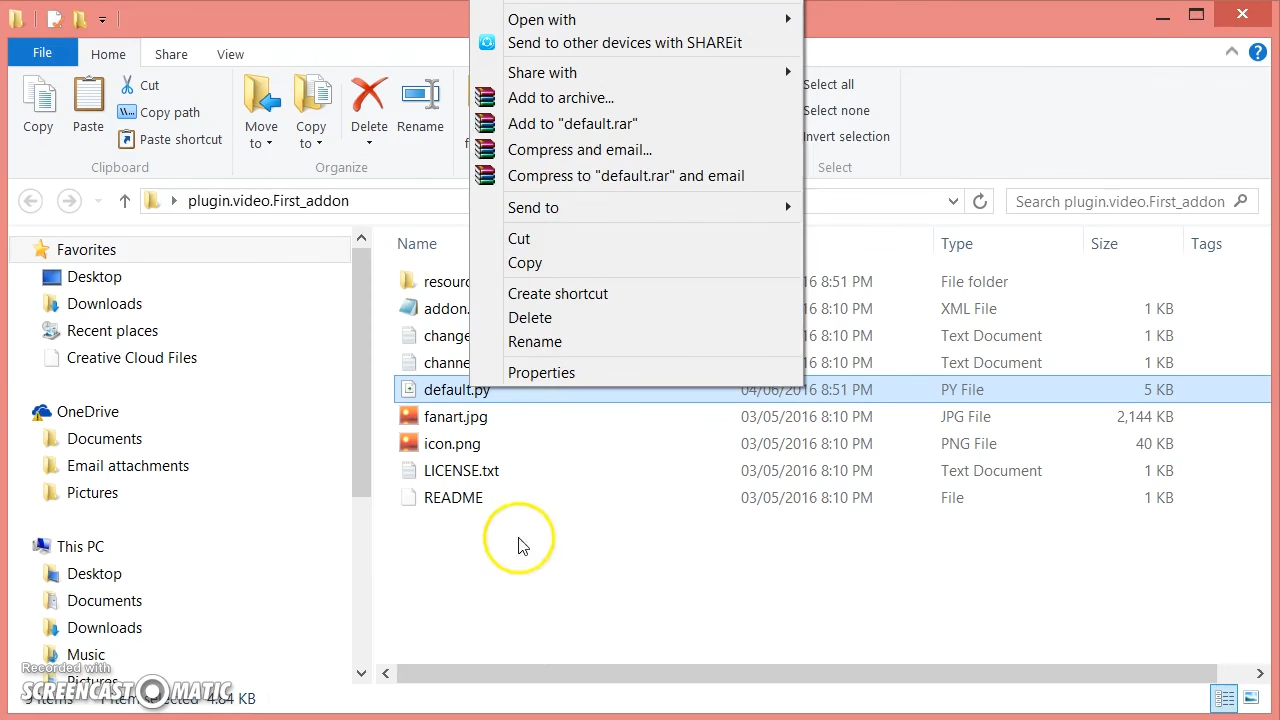 File
Home
Share
View
Copy
Paste
Cut
Copy path
Paste shortcut
Clipboard
Move to
Copy to
Delete
Rename
Organize
Select all
Select none
Invert selection
Select
Open with
Send to other devices with SHAREit
Share with
Add to archive...
Add to "default.rar"
Compress and email...
Compress to "default.rar" and email
Send to
Cut
Copy
Create shortcut
Delete
Rename
Properties
plugin.video.First_addon
Search plugin.video.First_addon
Favorites
Desktop
Downloads
Recent places
Creative Cloud Files
OneDrive
Documents
Email attachments
Pictures
This PC
Desktop
Documents
Downloads
Music
Pictures
Name Type Size Tags
8:51 PM File folder
addon. 8:10 PM XML File 1 KB
8:10 PM Text Document 1 KB
8:10 PM Text Document 1 KB
default.py 04/06/2016 8:51 PM PY File 5 KB
fanart.jpg 03/05/2016 8:10 PM JPG File 2,144 KB
icon.png 03/05/2016 8:10 PM PNG File 40 KB
LICENSE.txt 03/05/2016 8:10 PM Text Document 1 KB
README 03/05/2016 8:10 PM File 1 KB
Recorded with
SCREENCAST-O-MATIC
9 items 1 item selected 4.64 KB